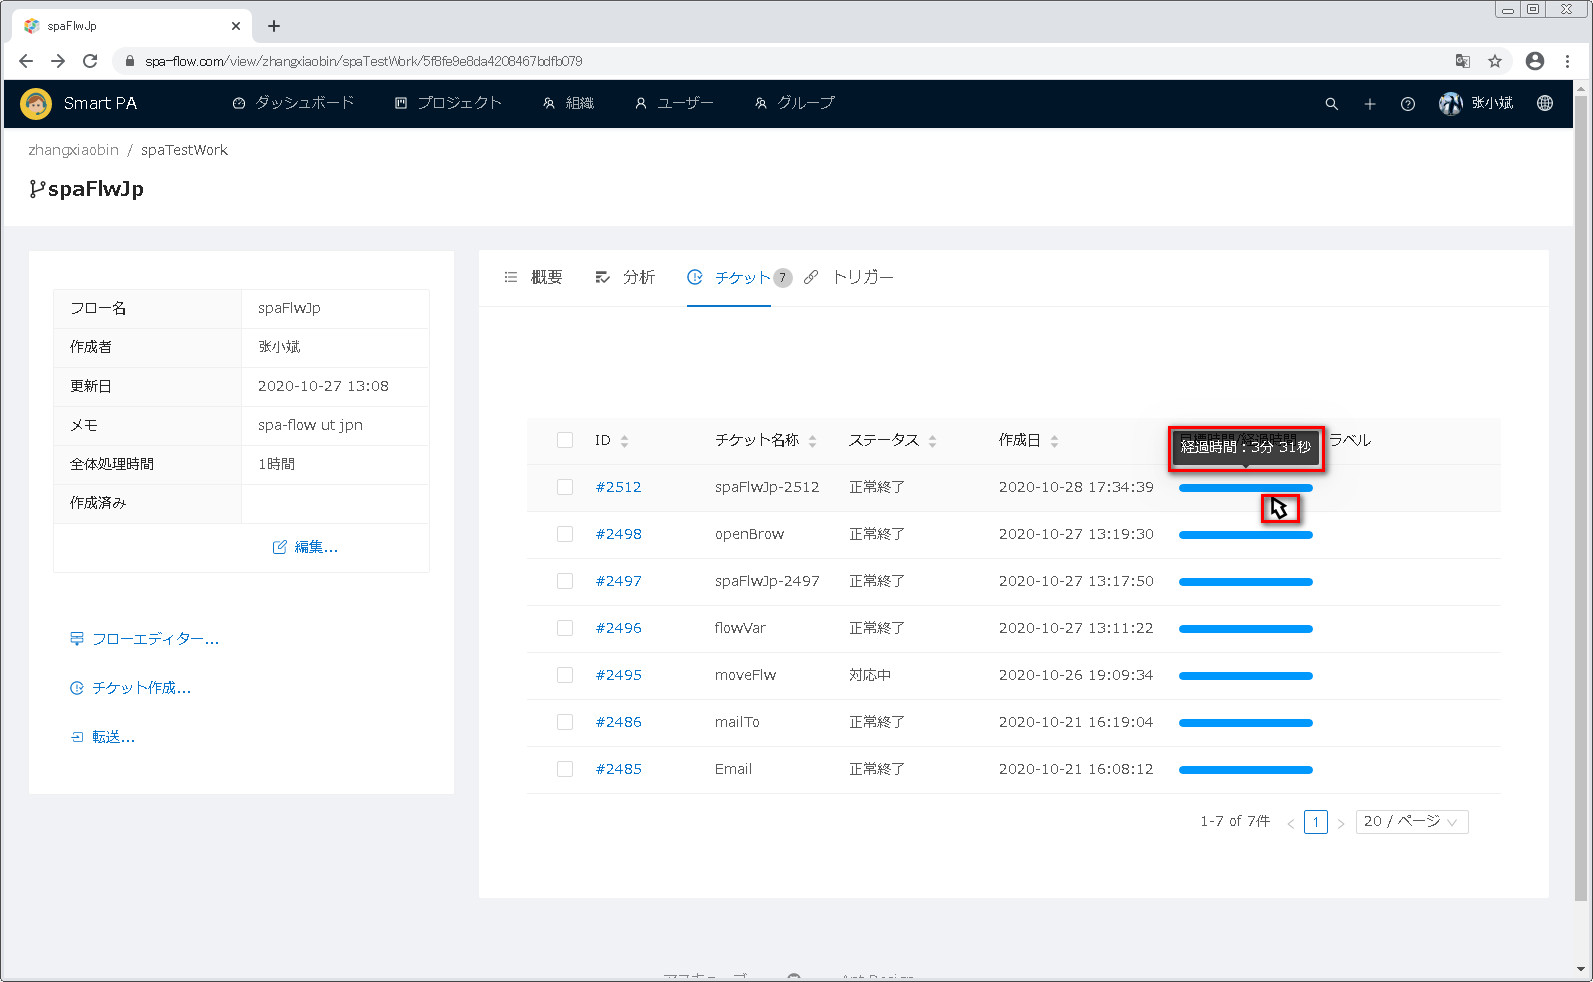 spaFlwJp
spa-flow.com/view/zhangxiaobin/spaTestWork/5f8fe9e8da4208467bdfb079
Smart PA
ダッシュボード
プロジェクト
組織
ユーザー
グループ
张小斌
zhangxiaobin / spaTestWork
spaFlwJp
フロー名 spaFlwJp
作成者 张小斌
更新日 2020-10-27 13:08
メモ spa-flow ut jpn
全体処理時間 1時間
作成済み
編集...
フローエディター...
チケット作成...
転送...
概要
分析
チケット 7
トリガー
ID チケット名称 ステータス 作成日 ラベル
経過時間：3分 31秒
#2512 spaFlwJp-2512 正常終了 2020-10-28 17:34:39
#2498 openBrow 正常終了 2020-10-27 13:19:30
#2497 spaFlwJp-2497 正常終了 2020-10-27 13:17:50
#2496 flowVar 正常終了 2020-10-27 13:11:22
#2495 moveFlw 対応中 2020-10-26 19:09:34
#2486 mailTo 正常終了 2020-10-21 16:19:04
#2485 Email 正常終了 2020-10-21 16:08:12
1-7 of 7件 < 1 > 20 / ページ